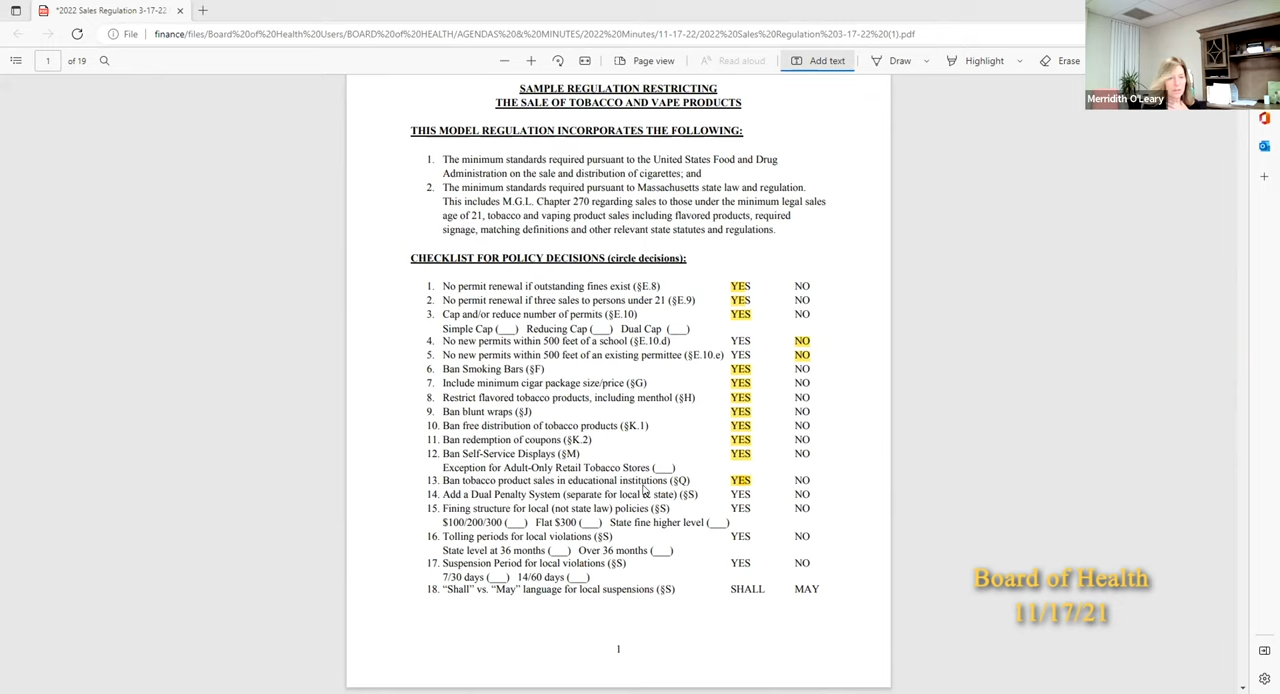 *2022 Sales Regulation 3-17-22
File
finance/files/Board%20of%20Health%20Users/BOARD%20of%20HEALTH/AGENDAS%20&%20MINUTES/2022%20Minutes/11-17-22/2022%20Sales%20Regulation%203-17-22%20(1).pdf
1 of 19
Page view
Read aloud
Add text
Draw
Highlight
Erase
Merridith O'Leary
SAMPLE REGULATION RESTRICTING
THE SALE OF TOBACCO AND VAPE PRODUCTS
THIS MODEL REGULATION INCORPORATES THE FOLLOWING:
1. The minimum standards required pursuant to the United States Food and Drug
Administration on the sale and distribution of cigarettes; and
2. The minimum standards required pursuant to Massachusetts state law and regulation.
This includes M.G.L. Chapter 270 regarding sales to those under the minimum legal sales
age of 21, tobacco and vaping product sales including flavored products, required
signage, matching definitions and other relevant state statutes and regulations.
CHECKLIST FOR POLICY DECISIONS (circle decisions):
1. No permit renewal if outstanding fines exist (§E.8) YES NO
2. No permit renewal if three sales to persons under 21 (§E.9) YES NO
3. Cap and/or reduce number of permits (§E.10) YES NO
Simple Cap (___) Reducing Cap (___) Dual Cap (___)
4. No new permits within 500 feet of a school (§E.10.d) YES NO
5. No new permits within 500 feet of an existing permittee (§E.10.e) YES NO
6. Ban Smoking Bars (§F) YES NO
7. Include minimum cigar package size/price (§G) YES NO
8. Restrict flavored tobacco products, including menthol (§H) YES NO
9. Ban blunt wraps (§J) YES NO
10. Ban free distribution of tobacco products (§K.1) YES NO
11. Ban redemption of coupons (§K.2) YES NO
12. Ban Self-Service Displays (§M) YES NO
Exception for Adult-Only Retail Tobacco Stores (___)
13. Ban tobacco product sales in educational institutions (§Q) YES NO
14. Add a Dual Penalty System (separate for local & state) (§S) YES NO
15. Fining structure for local (not state law) policies (§S) YES NO
$100/200/300 (___) Flat $300 (___) State fine higher level (___)
16. Tolling periods for local violations (§S) YES NO
State level at 36 months (___) Over 36 months (___)
17. Suspension Period for local violations (§S) YES NO
7/30 days (___) 14/60 days (___)
18. “Shall” vs. “May” language for local suspensions (§S) SHALL MAY
1
Board of Health
11/17/21